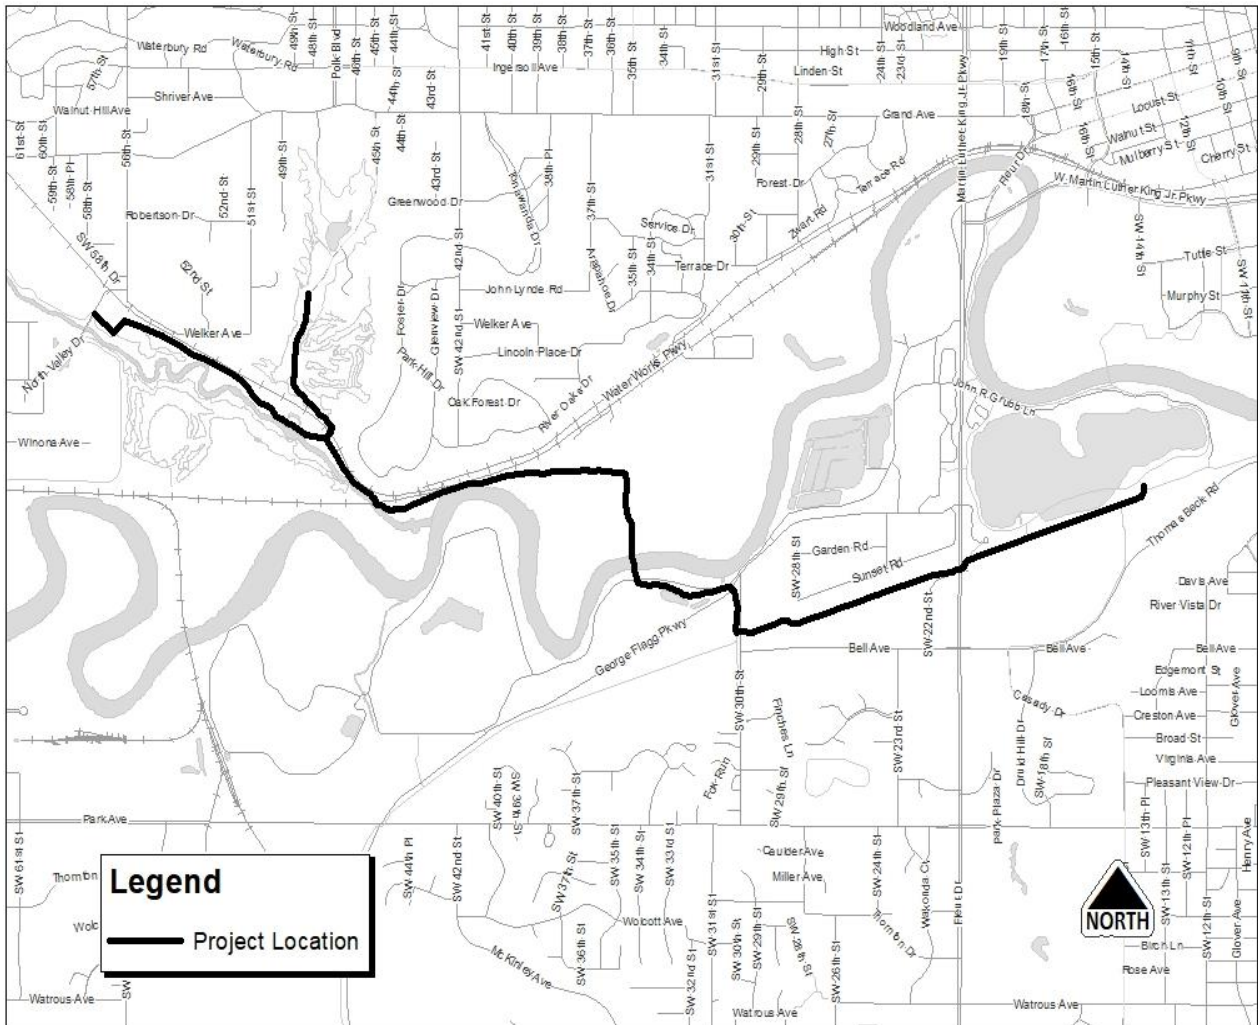 Woodland Ave
49th St
48th St
Polk Blvd
46th St
45th St
44th St
41st St
40th St
39th St
38th St
37th St
36th St
35th St
34th St
31st St
29th St
24th St
23rd St
19th St
17th St
16th St
15th St
14th St
11th St
9th St
Waterbury Rd
Waterbury Rd
Ingersoll Ave
High St
Linden St
57th St
44th St
43rd St
Martin Luther King Jr Pkwy
16th St
10th St
Shriver Ave
Walnut Hill Ave
Locust St
18th St
Grand Ave
61st St
60th St
56th St
49th St
45th St
44th St
43rd St
38th Pl
31st St
29th St
28th St
27th St
16th St
Walnut St
12th St
Mulberry St
Cherry St
59th St
58th Pl
58th St
52nd St
51st St
Tonawanda Dr
37th St
Forest Dr
Terrace Rd
Fleur Dr
W Martin Luther King Jr Pkwy
Greenwood Dr
Robertson Dr
42nd St
Service Dr
30th St
Zwart Rd
SW 14th St
SW 58th Dr
52nd St
Arapahoe Dr
35th St
34th St
Terrace Dr
Tuttle St
SW 11th St
John Lynde Rd
Murphy St
Foster Dr
Glenview Dr
SW 42nd St
Welker Ave
Welker Ave
Lincoln Place Dr
Water Works Pkwy
North Valley Dr
Park Hill Dr
River Oaks Dr
John R Grubb Ln
Oak Forest Dr
Winona Ave
Thomas Beck Rd
SW 28th St
Garden Rd
Sunset Rd
Davis Ave
River Vista Dr
SW 22nd St
George Flagg Pkwy
Bell Ave
Bell Ave
Bell Ave
Edgemont St
SW 30th St
Loomis Ave
Glover Ave
Finches Ln
Casady Dr
Creston Ave
SW 23rd St
Druid Hill Dr
SW 18th St
Broad St
Virginia Ave
Fox Run
SW 29th St
Park Plaza Dr
Pleasant View Dr
SW 40th St
SW 39th St
SW 37th St
SW 13th Pl
SW 12th Pl
Henry Ave
Park Ave
SW 61st St
SW 44th Pl
SW 42nd St
SW 35th St
SW 34th St
SW 33rd St
Caulder Ave
SW 24th St
Wakonda Ct
Legend
Project Location
Thornton
SW 37th St
Miller Ave
SW 13th St
SW 12th St
Glover Ave
NORTH
Wolc
Wolcott Ave
SW 31st St
SW 30th St
SW 29th St
SW 28th St
SW 26th St
Thornton Dr
Fleur Dr
Birch Ln
McKinley Ave
SW 36th St
SW 32nd St
Rose Ave
SW
Watrous Ave
Watrous Ave
Watrous Ave